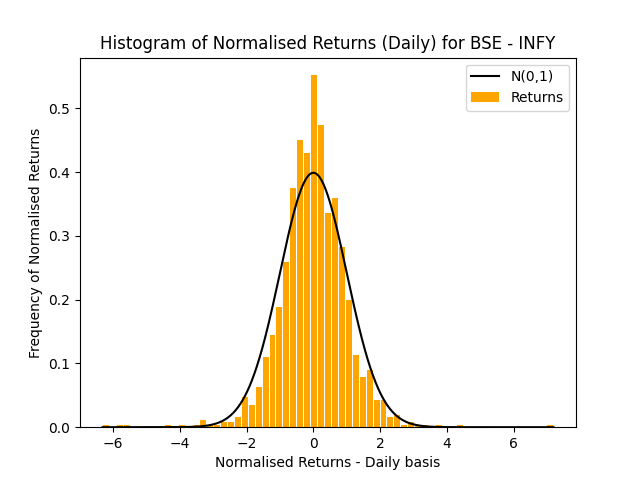 Histogram of Normalised Returns (Daily) for BSE - INFY
N(0,1)
Returns
Frequency of Normalised Returns
0.5
0.4
0.3
0.2
0.1
0.0
−6 −4 −2 0 2 4 6
Normalised Returns - Daily basis